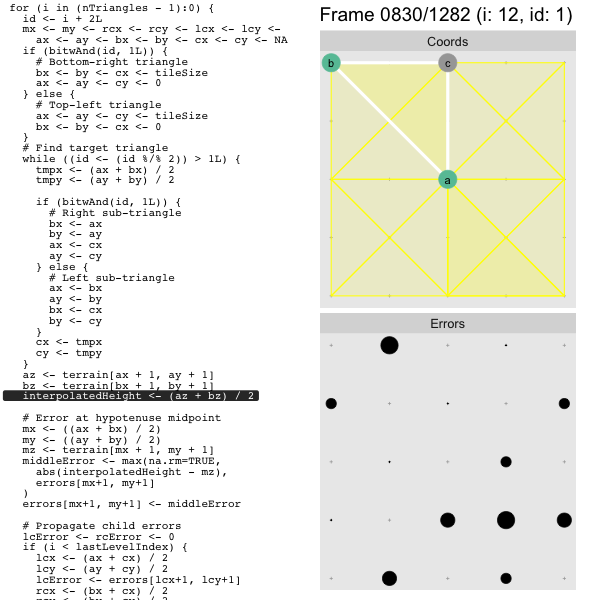 for (i in (nTriangles - 1):0) {
id <- i + 2L
mx <- my <- rcx <- rcy <- lcx <- lcy <-
ax <- ay <- bx <- by <- cx <- cy <- NA
if (bitwAnd(id, 1L)) {
# Bottom-right triangle
bx <- by <- cx <- tileSize
ax <- ay <- cy <- 0
} else {
# Top-left triangle
ax <- ay <- cy <- tileSize
bx <- by <- cx <- 0
}
# Find target triangle
while ((id <- (id %/% 2)) > 1L) {
tmpx <- (ax + bx) / 2
tmpy <- (ay + by) / 2
if (bitwAnd(id, 1L)) {
# Right sub-triangle
bx <- ax
by <- ay
ax <- cx
ay <- cy
} else {
# Left sub-triangle
ax <- bx
ay <- by
bx <- cx
by <- cy
}
cx <- tmpx
cy <- tmpy
}
az <- terrain[ax + 1, ay + 1]
bz <- terrain[bx + 1, by + 1]
interpolatedHeight <- (az + bz) / 2
# Error at hypotenuse midpoint
mx <- ((ax + bx) / 2)
my <- ((ay + by) / 2)
mz <- terrain[mx + 1, my + 1]
middleError <- max(na.rm=TRUE,
abs(interpolatedHeight - mz),
errors[mx+1, my+1]
)
errors[mx+1, my+1] <- middleError
# Propagate child errors
lcError <- rcError <- 0
if (i < lastLevelIndex) {
lcx <- (ax + cx) / 2
lcy <- (ay + cy) / 2
lcError <- errors[lcx+1, lcy+1]
rcx <- (bx + cx) / 2
Frame 0830/1282 (i: 12, id: 1)
Coords
b
c
a
Errors